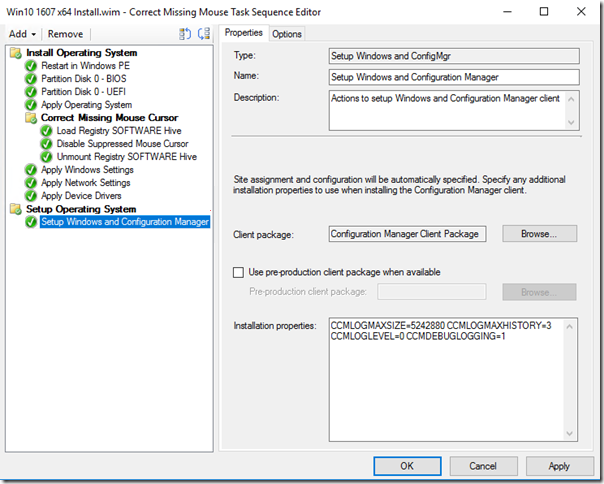 Win10 1607 x64 Install.wim - Correct Missing Mouse Task Sequence Editor
Add Remove
Install Operating System
Restart in Windows PE
Partition Disk 0 - BIOS
Partition Disk 0 - UEFI
Apply Operating System
Correct Missing Mouse Cursor
Load Registry SOFTWARE Hive
Disable Suppressed Mouse Cursor
Unmount Registry SOFTWARE Hive
Apply Windows Settings
Apply Network Settings
Apply Device Drivers
Setup Operating System
Setup Windows and Configuration Manager
Properties Options
Type: Setup Windows and ConfigMgr
Name: Setup Windows and Configuration Manager
Description: Actions to setup Windows and Configuration Manager client
Site assignment and configuration will be automatically specified. Specify any additional
installation properties to use when installing the Configuration Manager client.
Client package: Configuration Manager Client Package Browse...
Use pre-production client package when available
Pre-production client package: Browse...
Installation properties: CCMLOGMAXSIZE=5242880 CCMLOGMAXHISTORY=3
CCMLOGLEVEL=0 CCMDEBUGLOGGING=1
OK Cancel Apply